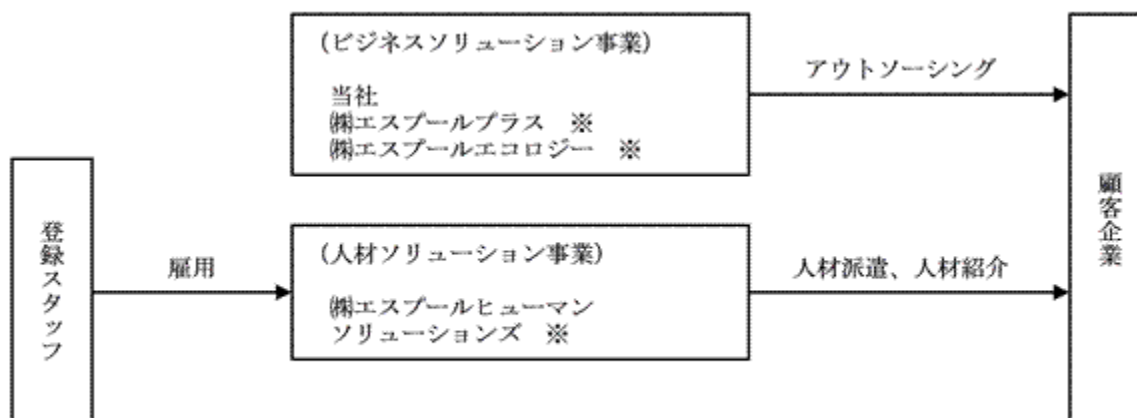 (ビジネスソリューション事業)
当社
㈱エスプールプラス ※
㈱エスプールエコロジー ※
アウトソーシング
登録スタッフ
雇用
(人材ソリューション事業)
㈱エスプールヒューマン
ソリューションズ ※
人材派遣、人材紹介
顧客企業